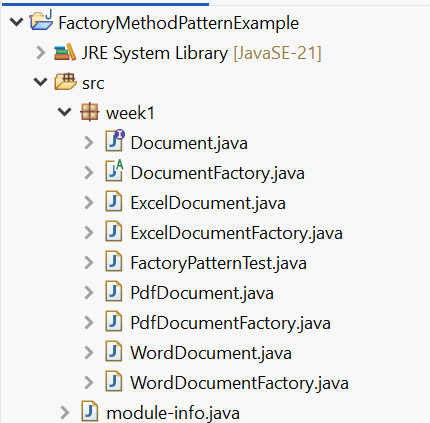 FactoryMethodPatternExample
JRE System Library [JavaSE-21]
src
week1
Document.java
DocumentFactory.java
ExcelDocument.java
ExcelDocumentFactory.java
FactoryPatternTest.java
PdfDocument.java
PdfDocumentFactory.java
WordDocument.java
WordDocumentFactory.java
module-info.java